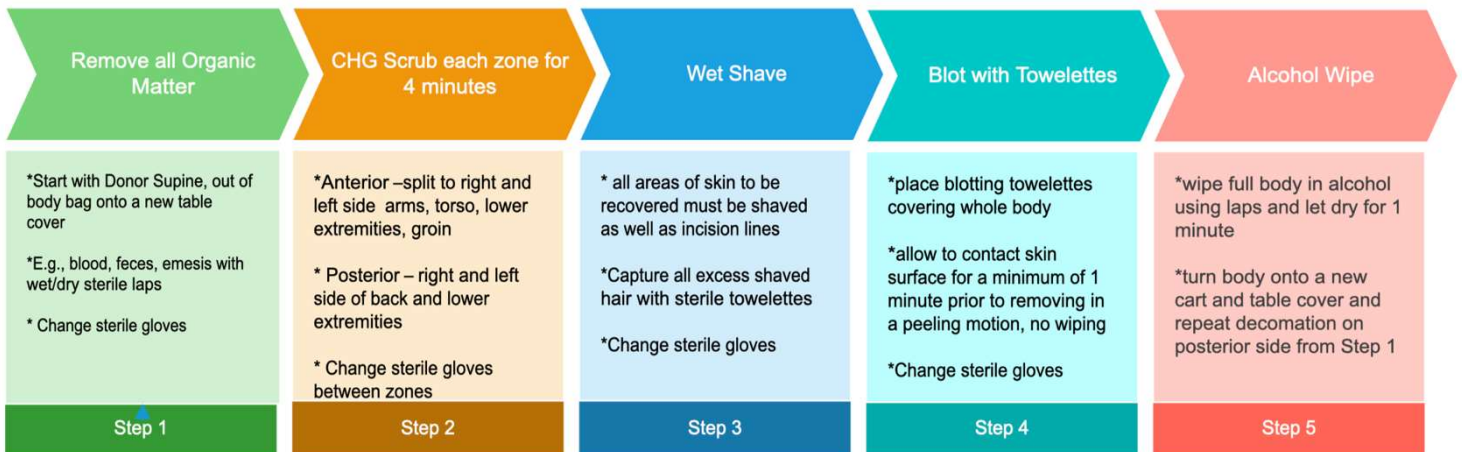 Remove all Organic
Matter
CHG Scrub each zone for
4 minutes
Wet Shave
Blot with Towelettes
Alcohol Wipe
*Start with Donor Supine, out of
body bag onto a new table
cover
*E.g., blood, feces, emesis with
wet/dry sterile laps
* Change sterile gloves
*Anterior –split to right and
left side  arms, torso, lower
extremities, groin
* Posterior – right and left
side of back and lower
extremities
* Change sterile gloves
between zones
* all areas of skin to be
recovered must be shaved
as well as incision lines
*Capture all excess shaved
hair with sterile towelettes
*Change sterile gloves
*place blotting towelettes
covering whole body
*allow to contact skin
surface for a minimum of 1
minute prior to removing in
a peeling motion, no wiping
*Change sterile gloves
*wipe full body in alcohol
using laps and let dry for 1
minute
*turn body onto a new
cart and table cover and
repeat decomation on
posterior side from Step 1
Step 1
Step 2
Step 3
Step 4
Step 5